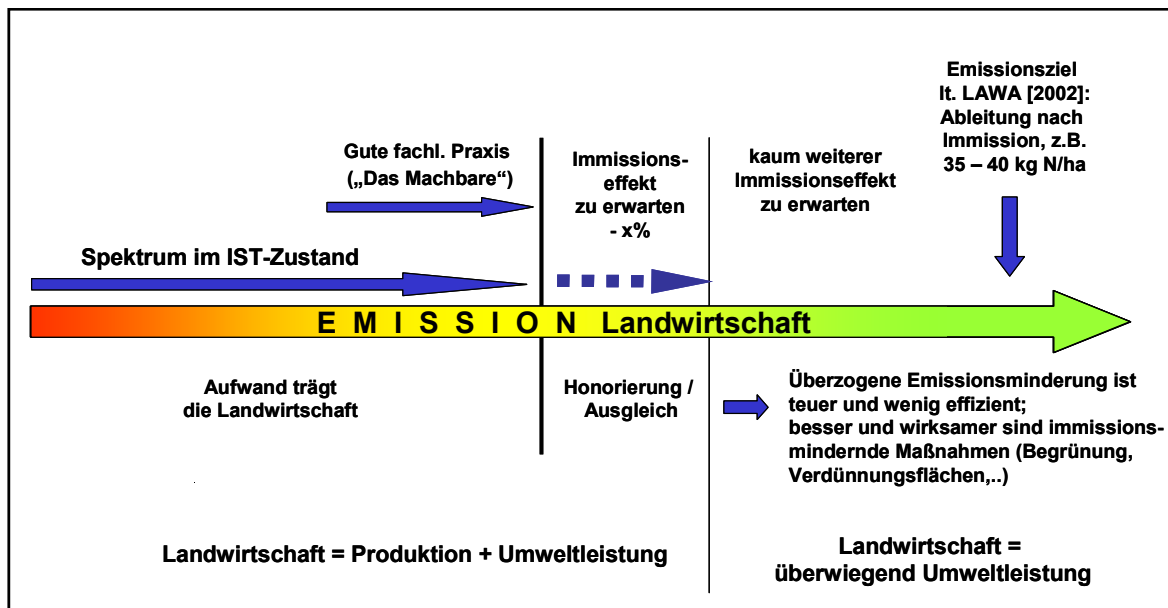 Emissionsziel
lt. LAWA [2002]:
Ableitung nach
Immission, z.B.
35 – 40 kg N/ha
Gute fachl. Praxis
(„Das Machbare“)
Immissions-
effekt
zu erwarten
- x%
kaum weiterer
Immissionseffekt
zu erwarten
Spektrum im IST-Zustand
E M I S S I O N Landwirtschaft
Aufwand trägt
die Landwirtschaft
Honorierung /
Ausgleich
Überzogene Emissionsminderung ist
teuer und wenig effizient;
besser und wirksamer sind immissions-
mindernde Maßnahmen (Begrünung,
Verdünnungsflächen,..)
Landwirtschaft = Produktion + Umweltleistung
Landwirtschaft =
überwiegend Umweltleistung